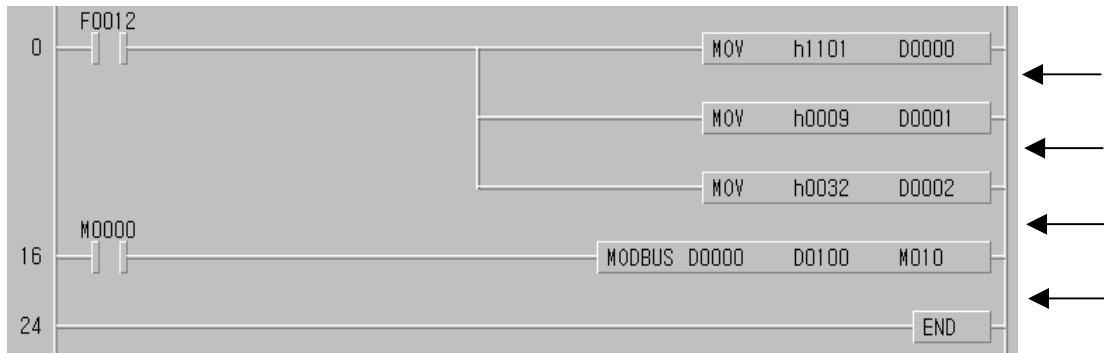 F0012
0 MOV h1101 D0000
MOV h0009 D0001
MOV h0032 D0002
M0000
16 MODBUS D0000 D0100 M010
24 END